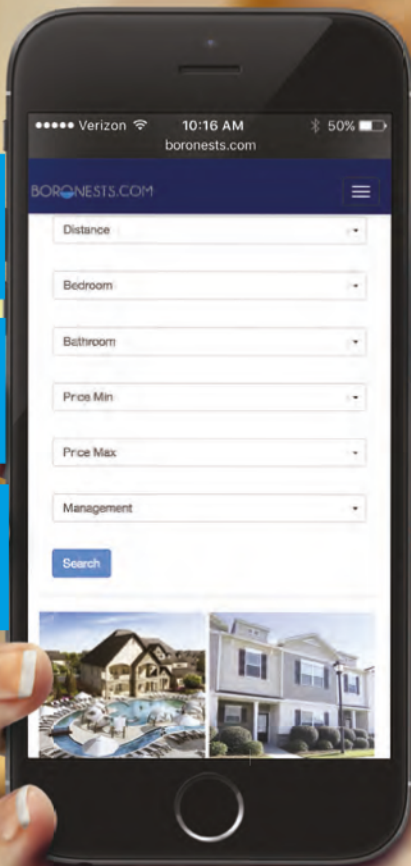 Verizon 10:16 AM 50%
boronests.com
BORONESTS.COM
Distance
Bedroom
Bathroom
Price Min
Price Max
Management
Search